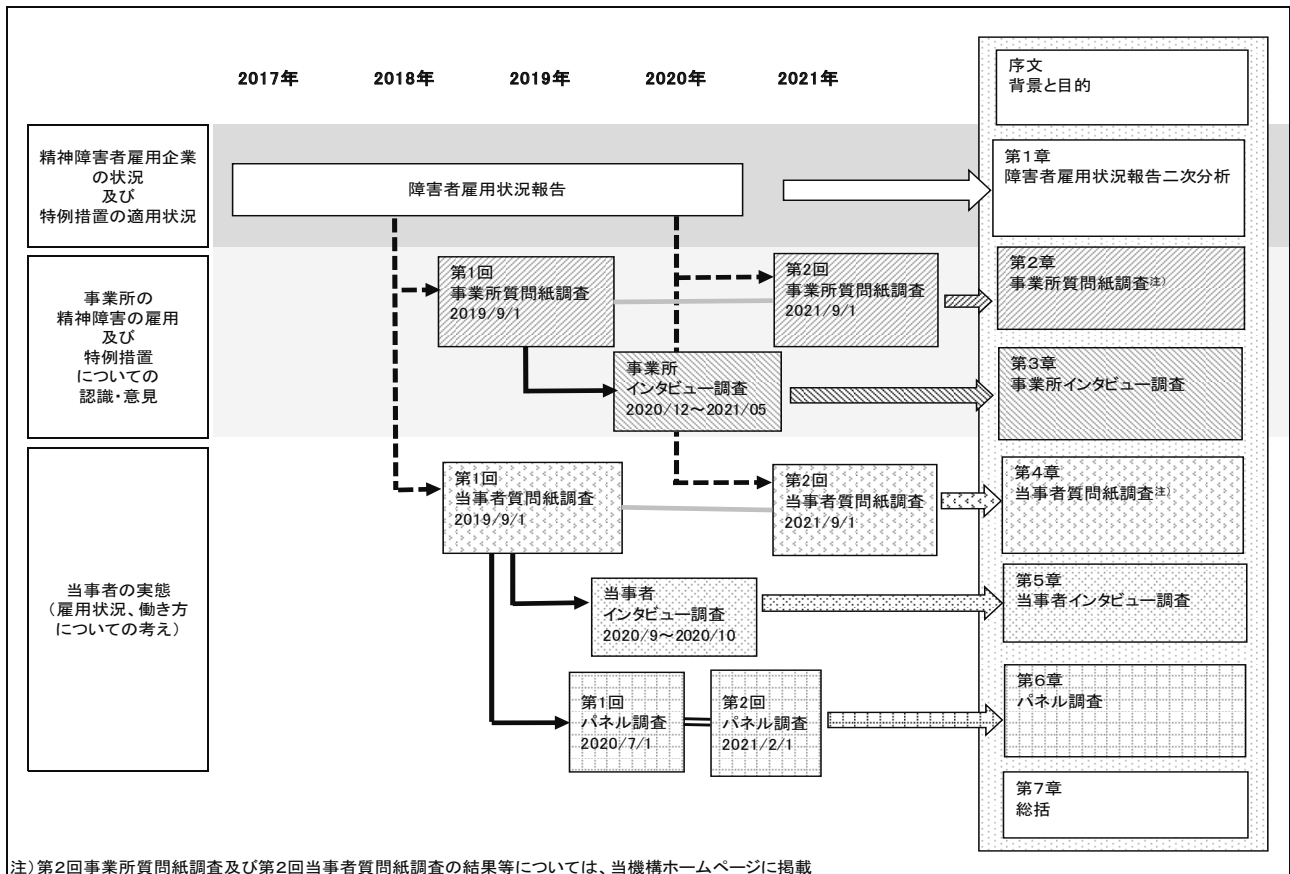 2017年
2018年
2019年
2020年
2021年
序文
背景と目的
精神障害者雇用企業
の状況
及び
特例措置の適用状況
障害者雇用状況報告
第1章
障害者雇用状況報告二次分析
事業所の
精神障害の雇用
及び
特例措置
についての
認識・意見
第1回
事業所質問紙調査
2019/9/1
第2回
事業所質問紙調査
2021/9/1
第2章
事業所質問紙調査注）
事業所
インタビュー調査
2020/12～2021/05
第3章
事業所インタビュー調査
当事者の実態
（雇用状況、働き方
についての考え）
第1回
当事者質問紙調査
2019/9/1
第2回
当事者質問紙調査
2021/9/1
第4章
当事者質問紙調査注）
当事者
インタビュー調査
2020/9～2020/10
第5章
当事者インタビュー調査
第1回
パネル調査
2020/7/1
第2回
パネル調査
2021/2/1
第6章
パネル調査
第7章
総括
注）第2回事業所質問紙調査及び第2回当事者質問紙調査の結果等については、当機構ホームページに掲載